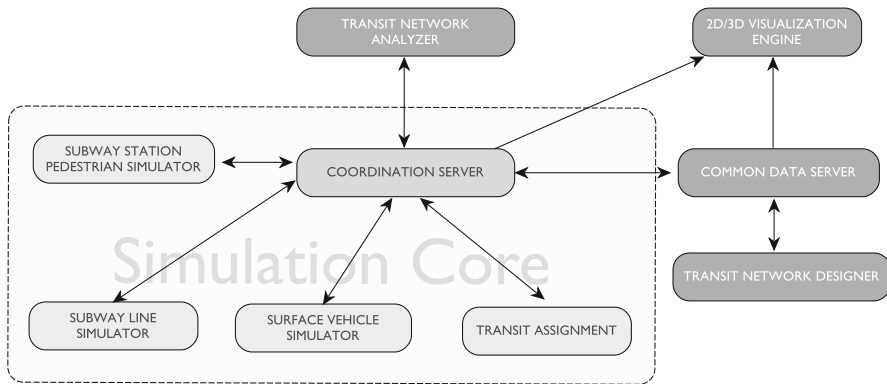 TRANSIT NETWORK
ANALYZER
2D/3D VISUALIZATION
ENGINE
SUBWAY STATION
PEDESTRIAN SIMULATOR
COORDINATION SERVER
COMMON DATA SERVER
Simulation Core
TRANSIT NETWORK DESIGNER
SUBWAY LINE
SIMULATOR
SURFACE VEHICLE
SIMULATOR
TRANSIT ASSIGNMENT